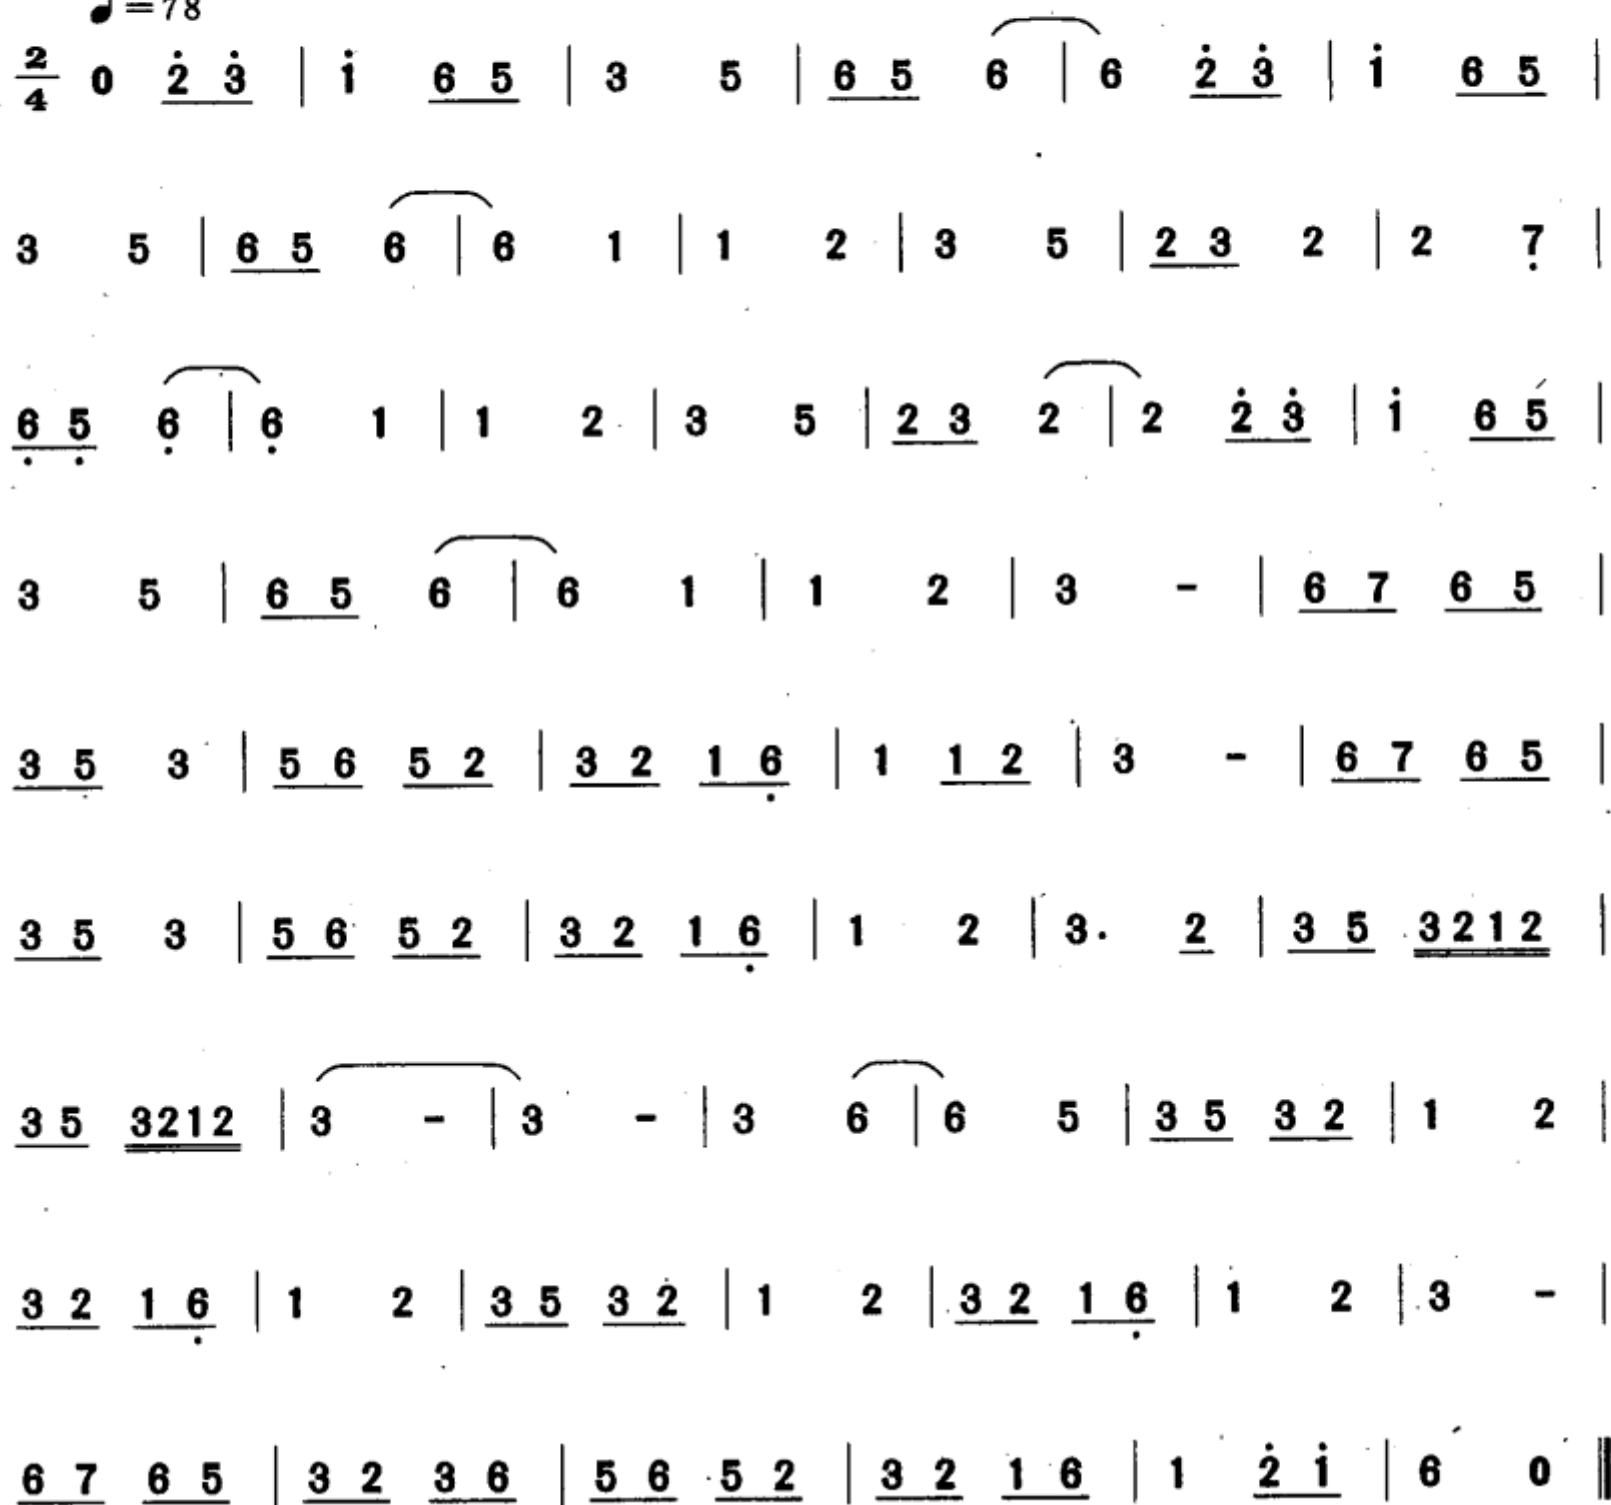 ♩=78
2/4 0 2̇ 3̇ | 1̇ 6 5 | 3 5 | 6 5 6 | 6 2̇ 3̇ | 1̇ 6 5 |
3 5 | 6 5 6 | 6 1 | 1 2 | 3 5 | 2 3 2 | 2 7̣ |
6̣ 5̣ 6̣ | 6̣ 1 | 1 2 | 3 5 | 2 3 2 | 2 2̇ 3̇ | 1̇ 6 5 |
3 5 | 6 5 6 | 6 1 | 1 2 | 3 - | 6 7 6 5 |
3 5 3 | 5 6 5 2 | 3 2 1 6̣ | 1 1 2 | 3 - | 6 7 6 5 |
3 5 3 | 5 6 5 2 | 3 2 1 6̣ | 1 2 | 3. 2 | 3 5 3212 |
3 5 3212 | 3 - | 3 - | 3 6 | 6 5 | 3 5 3 2 | 1 2 |
3 2 1 6̣ | 1 2 | 3 5 3 2 | 1 2 | 3 2 1 6̣ | 1 2 | 3 - |
6 7 6 5 | 3 2 3 6 | 5 6 5 2 | 3 2 1 6 | 1 2̇ 1̇ | 6 0 ‖